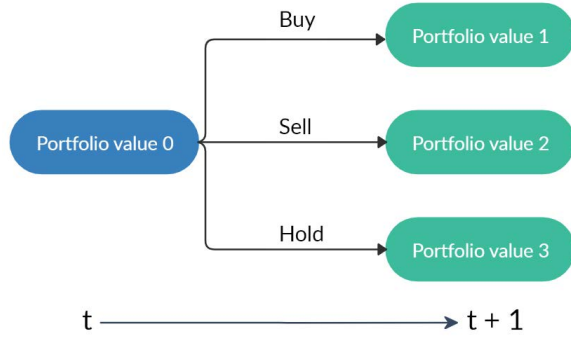 Buy
Portfolio value 1
Portfolio value 0
Sell
Portfolio value 2
Hold
Portfolio value 3
t
t + 1